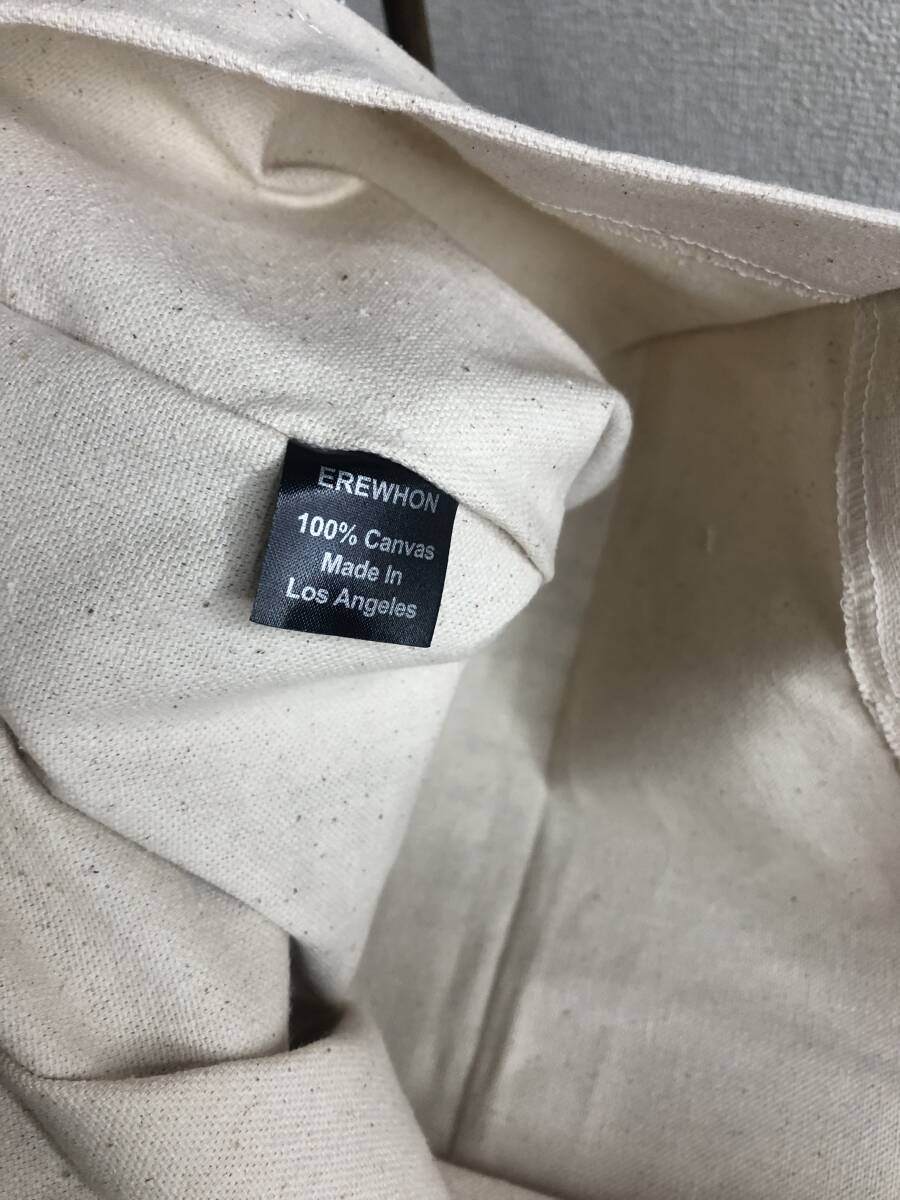 EREWHON
100% Canvas
Made In
Los Angeles